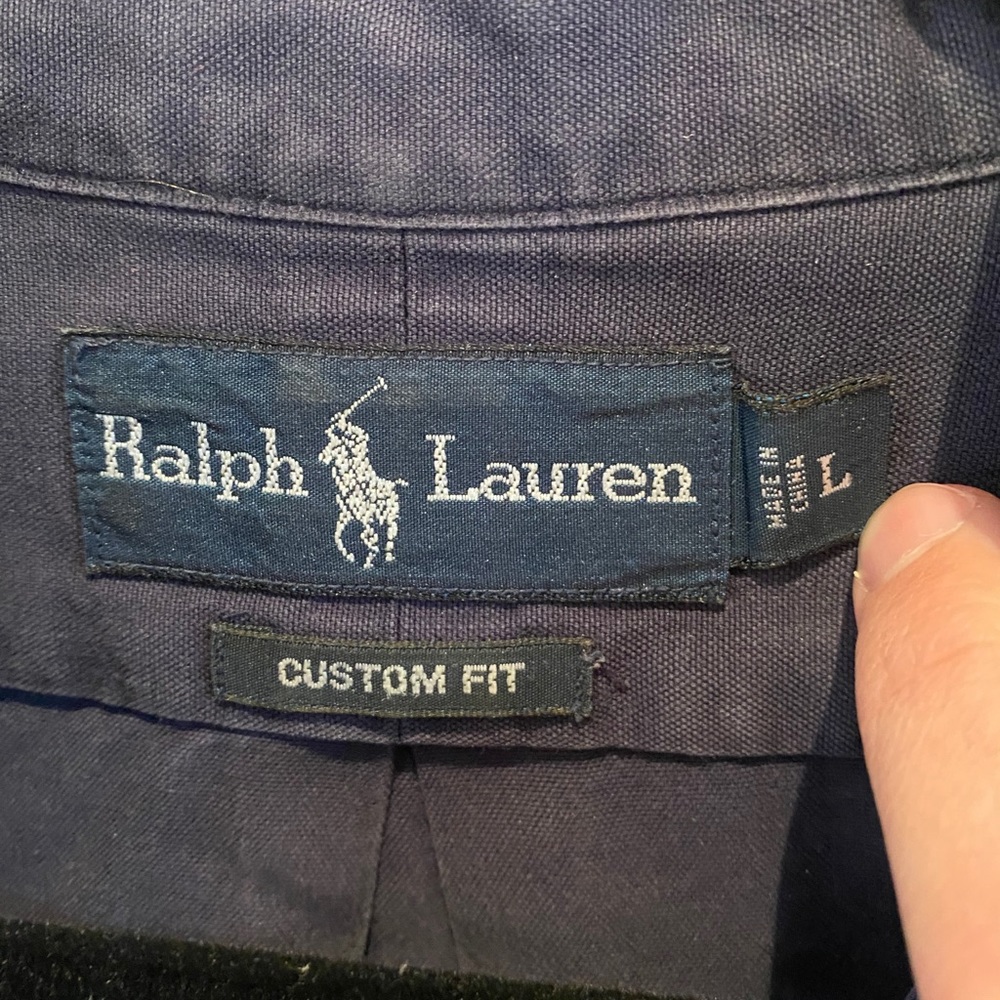 Ralph Lauren
MADE IN
CHINA
L
CUSTOM FIT